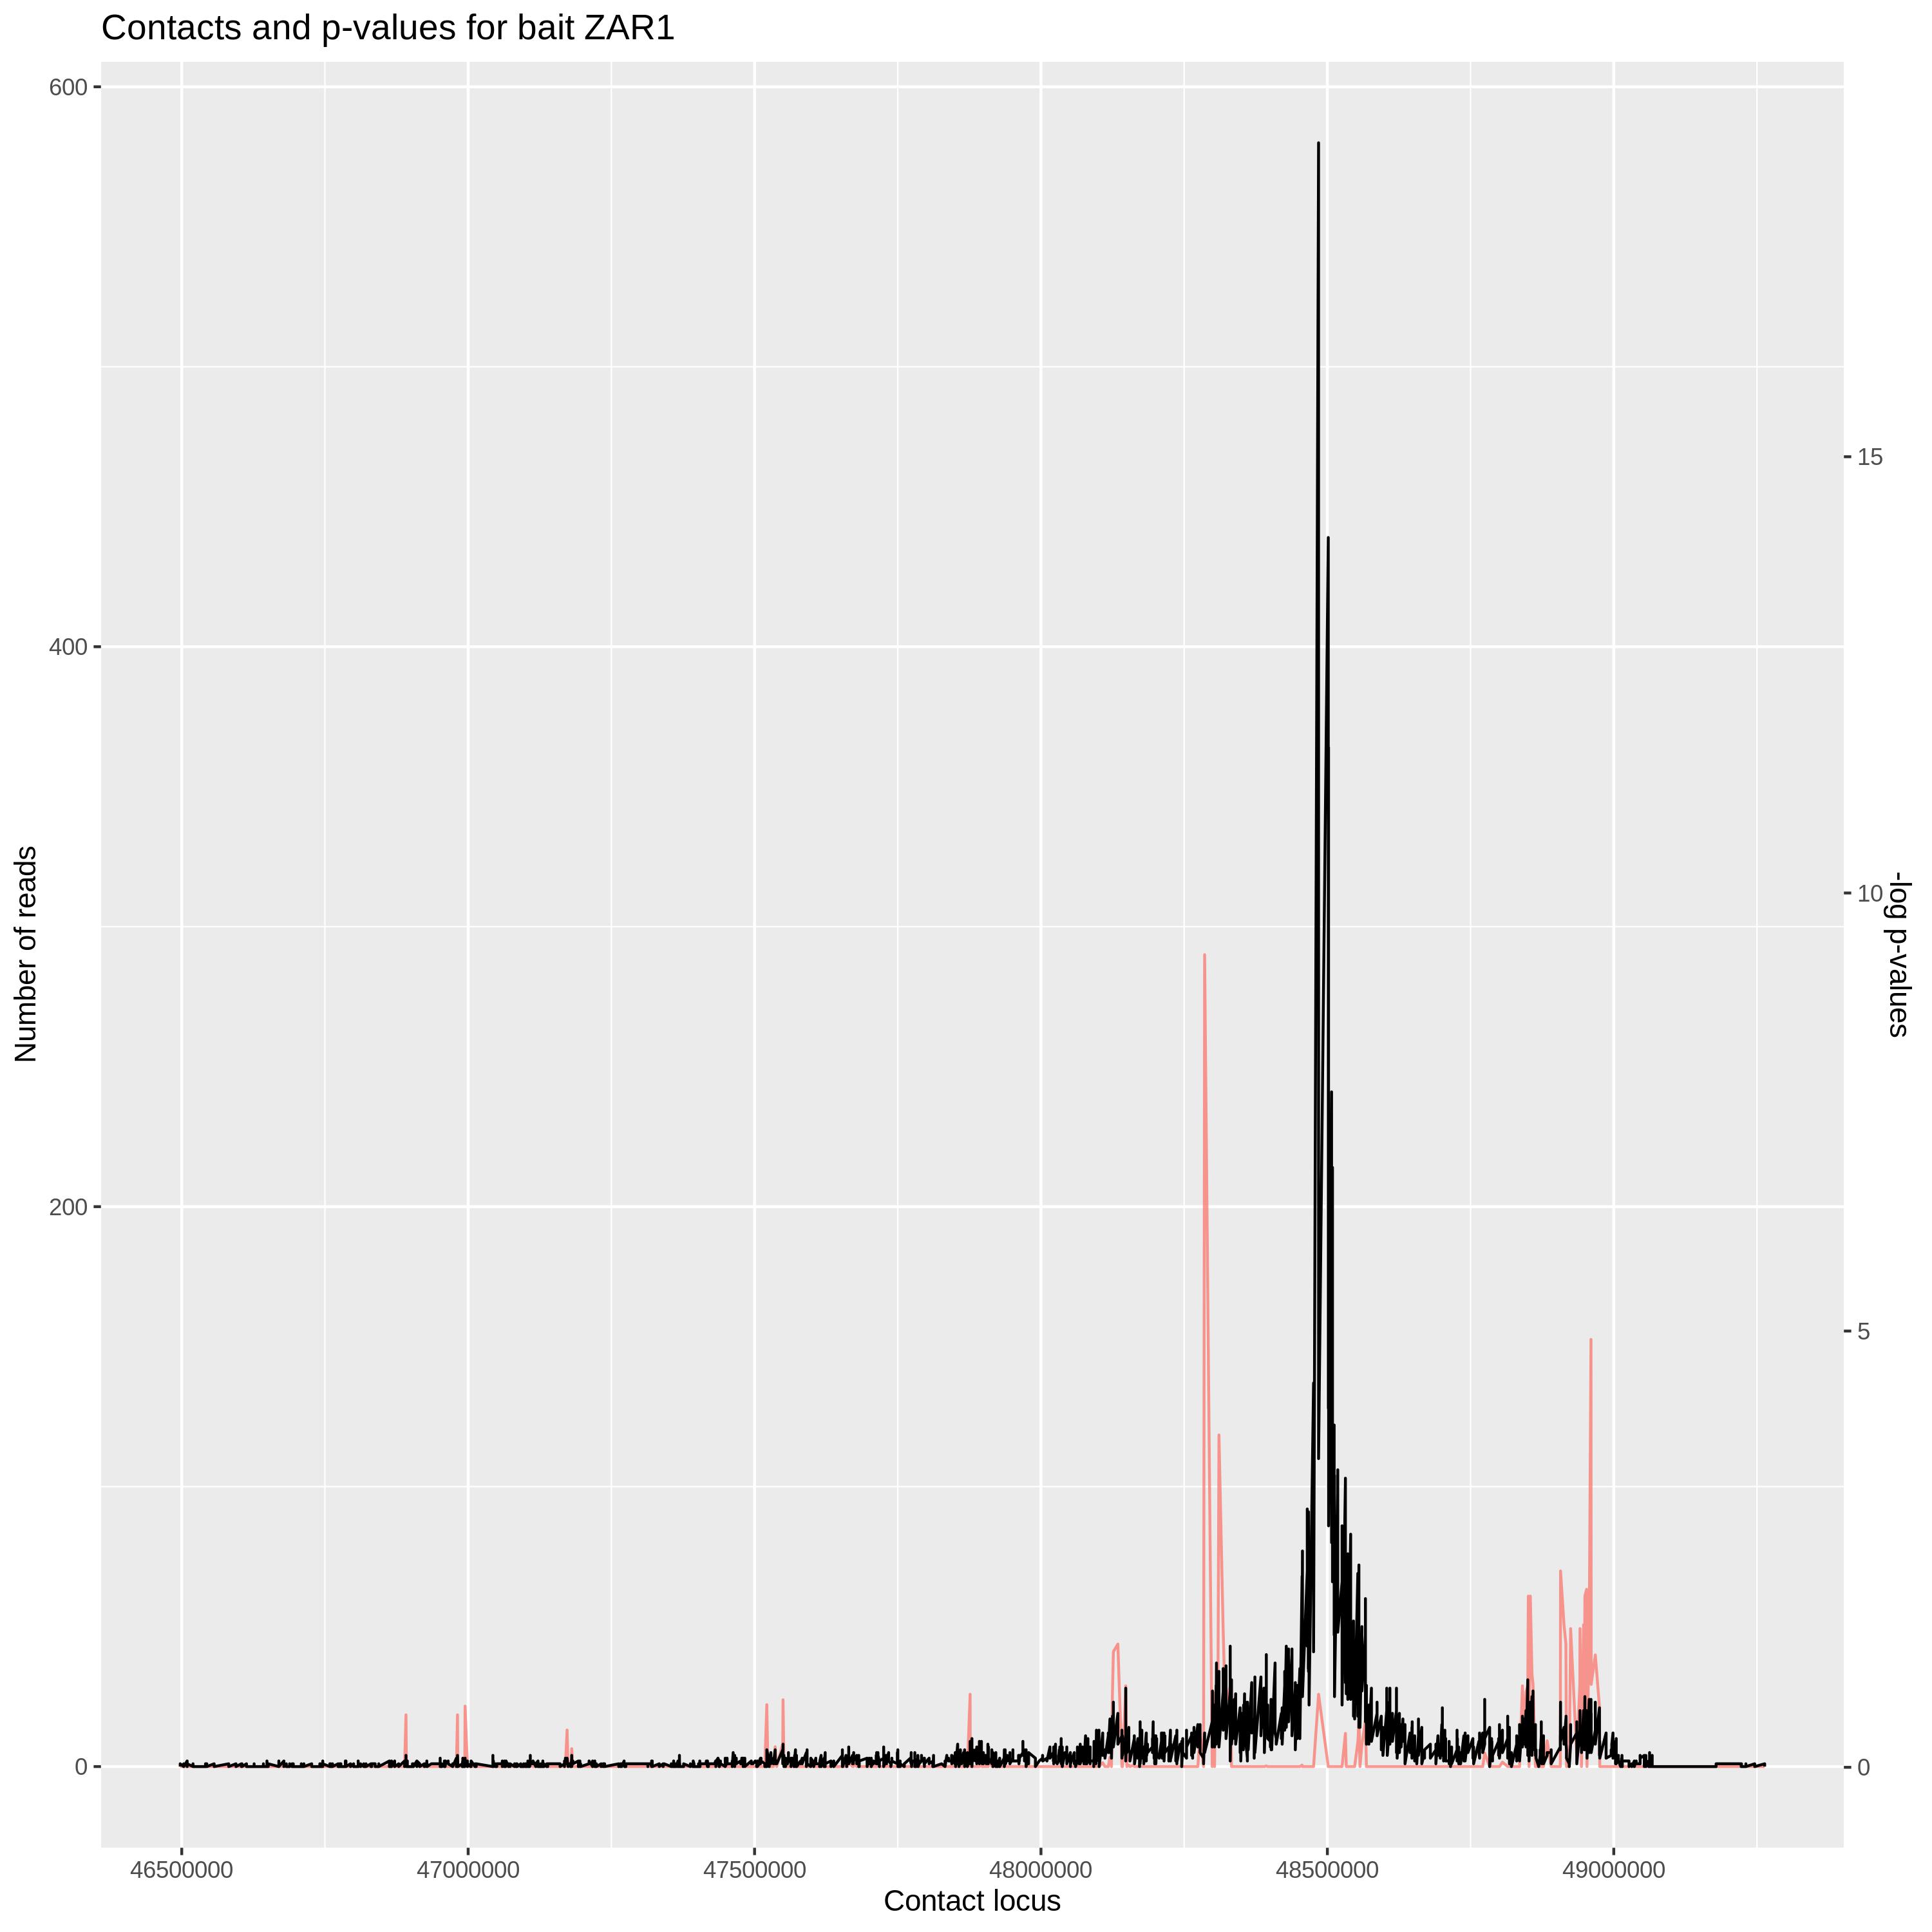 Contacts and p-values for bait ZAR1
600
400
200
0
Number of reads
15
10
5
0
-log p-values
46500000 47000000 47500000 48000000 48500000 49000000
Contact locus